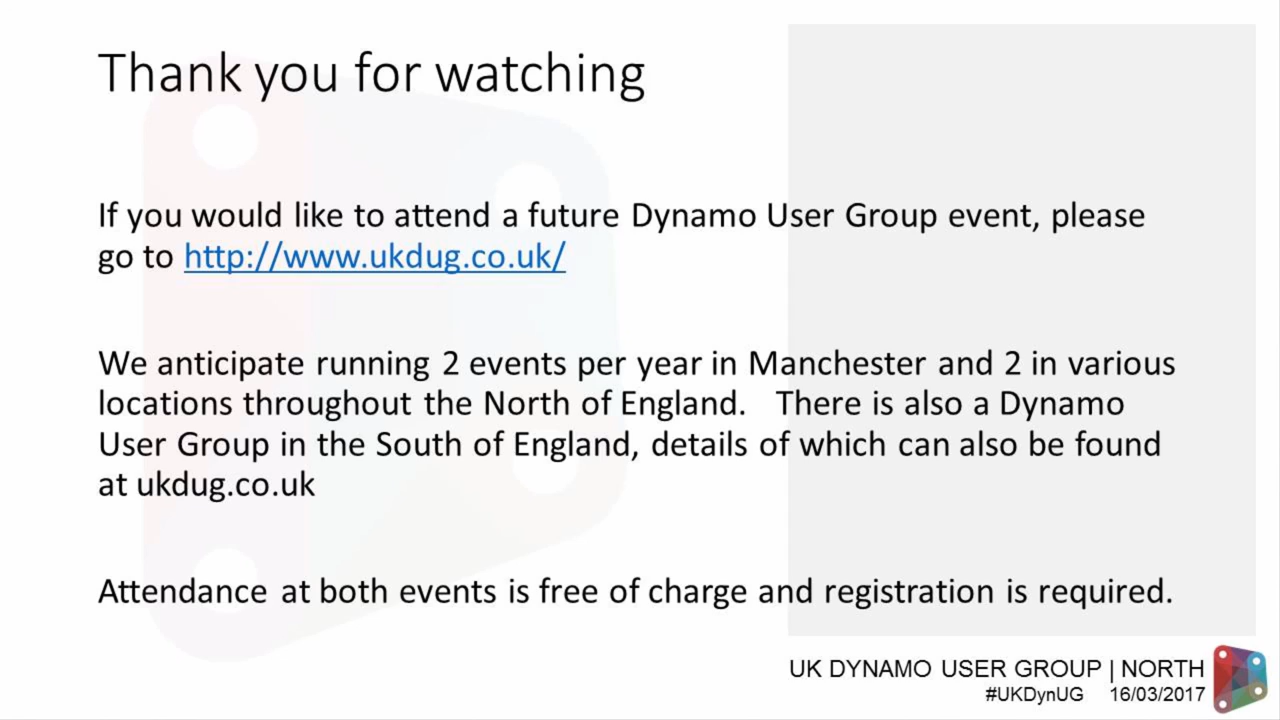 Thank you for watching
If you would like to attend a future Dynamo User Group event, please
go to http://www.ukdug.co.uk/
We anticipate running 2 events per year in Manchester and 2 in various
locations throughout the North of England. There is also a Dynamo
User Group in the South of England, details of which can also be found
at ukdug.co.uk
Attendance at both events is free of charge and registration is required.
UK DYNAMO USER GROUP | NORTH
#UKDynUG 16/03/2017